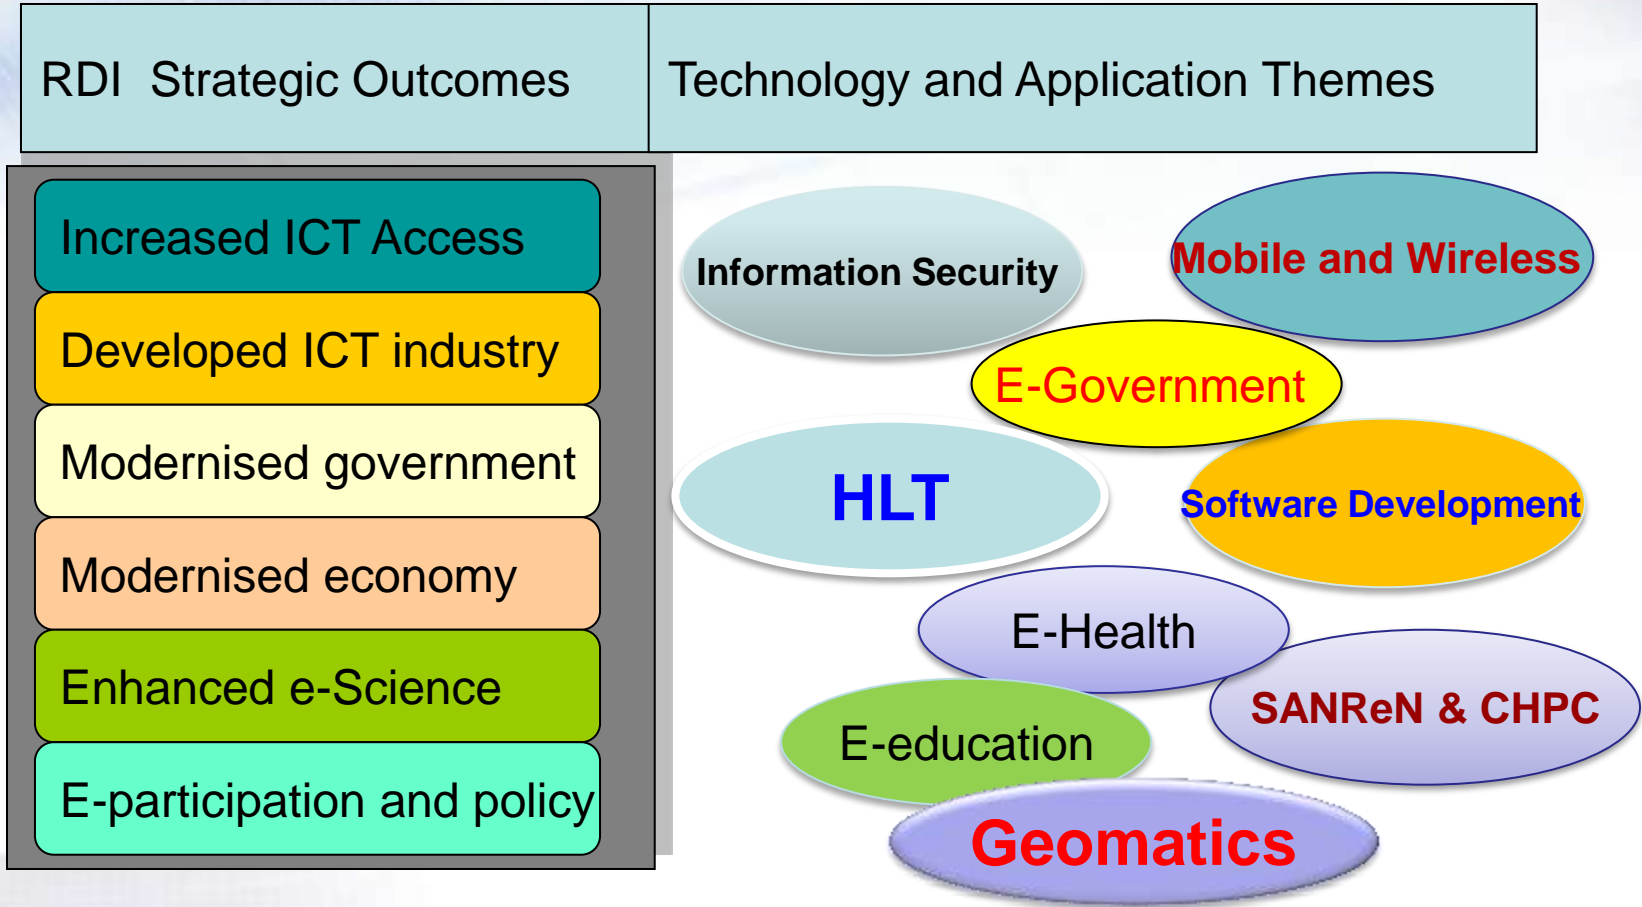 RDI Strategic Outcomes
Technology and Application Themes
Increased ICT Access
Developed ICT industry
Modernised government
Modernised economy
Enhanced e-Science
E-participation and policy
Information Security
Mobile and Wireless
E-Government
HLT
Software Development
E-Health
SANReN & CHPC
E-education
Geomatics